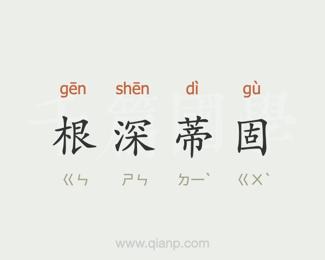 gēn shēn dì gù
根深蒂固
ㄍㄣ ㄕㄣ ㄉㄧˋ ㄍㄨˋ
www.qianp.com